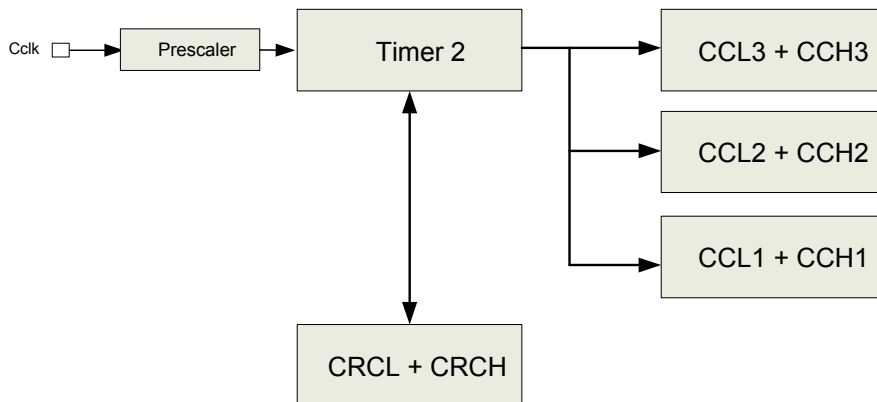 Cclk
Prescaler
Timer 2
CCL3 + CCH3
CCL2 + CCH2
CCL1 + CCH1
CRCL + CRCH